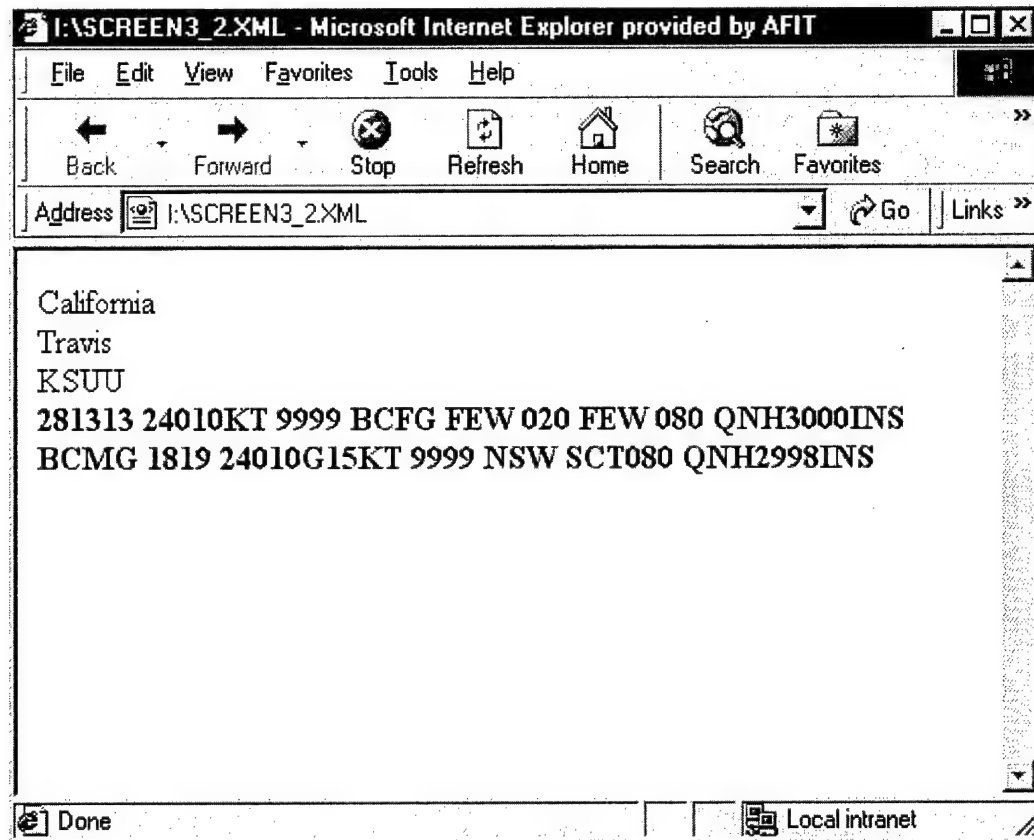 I:\SCREEN3_2.XML - Microsoft Internet Explorer provided by AFIT
File Edit View Favorites Tools Help
Back Forward Stop Refresh Home Search Favorites »
Address I:\SCREEN3_2.XML Go Links »
California
Travis
KSUU
281313 24010KT 9999 BCFG FEW 020 FEW 080 QNH3000INS
BCMG 1819 24010G15KT 9999 NSW SCT080 QNH2998INS
Done Local intranet